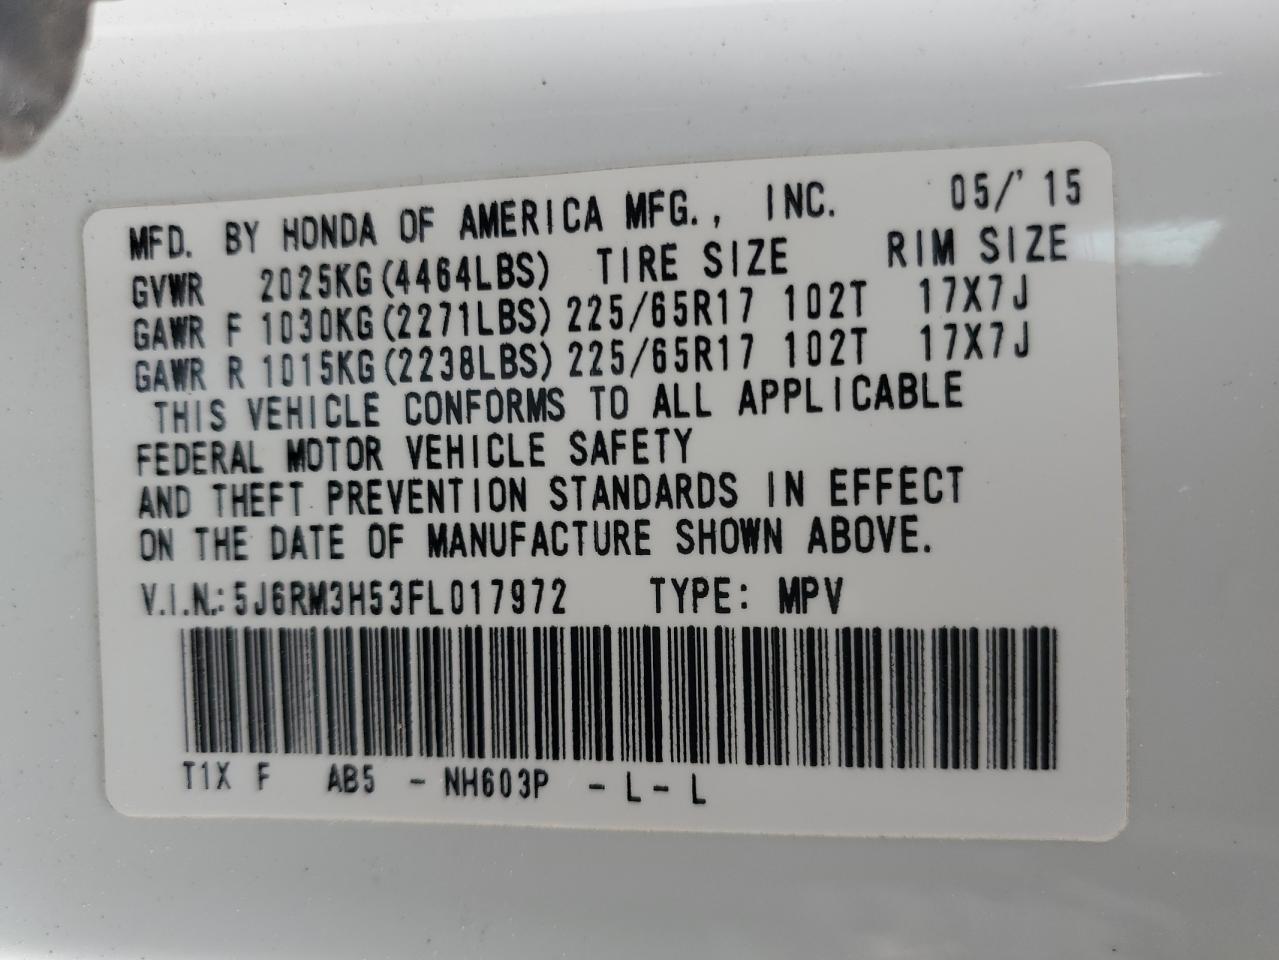 MFD. BY HONDA OF AMERICA MFG., INC. 05/'15
GVWR 2025KG(4464LBS) TIRE SIZE RIM SIZE
GAWR F 1030KG(2271LBS) 225/65R17 102T 17X7J
GAWR R 1015KG(2238LBS) 225/65R17 102T 17X7J
THIS VEHICLE CONFORMS TO ALL APPLICABLE
FEDERAL MOTOR VEHICLE SAFETY
AND THEFT PREVENTION STANDARDS IN EFFECT
ON THE DATE OF MANUFACTURE SHOWN ABOVE.
V.I.N.: 5J6RM3H53FL017972 TYPE: MPV
T1X F AB5 - NH603P - L - L